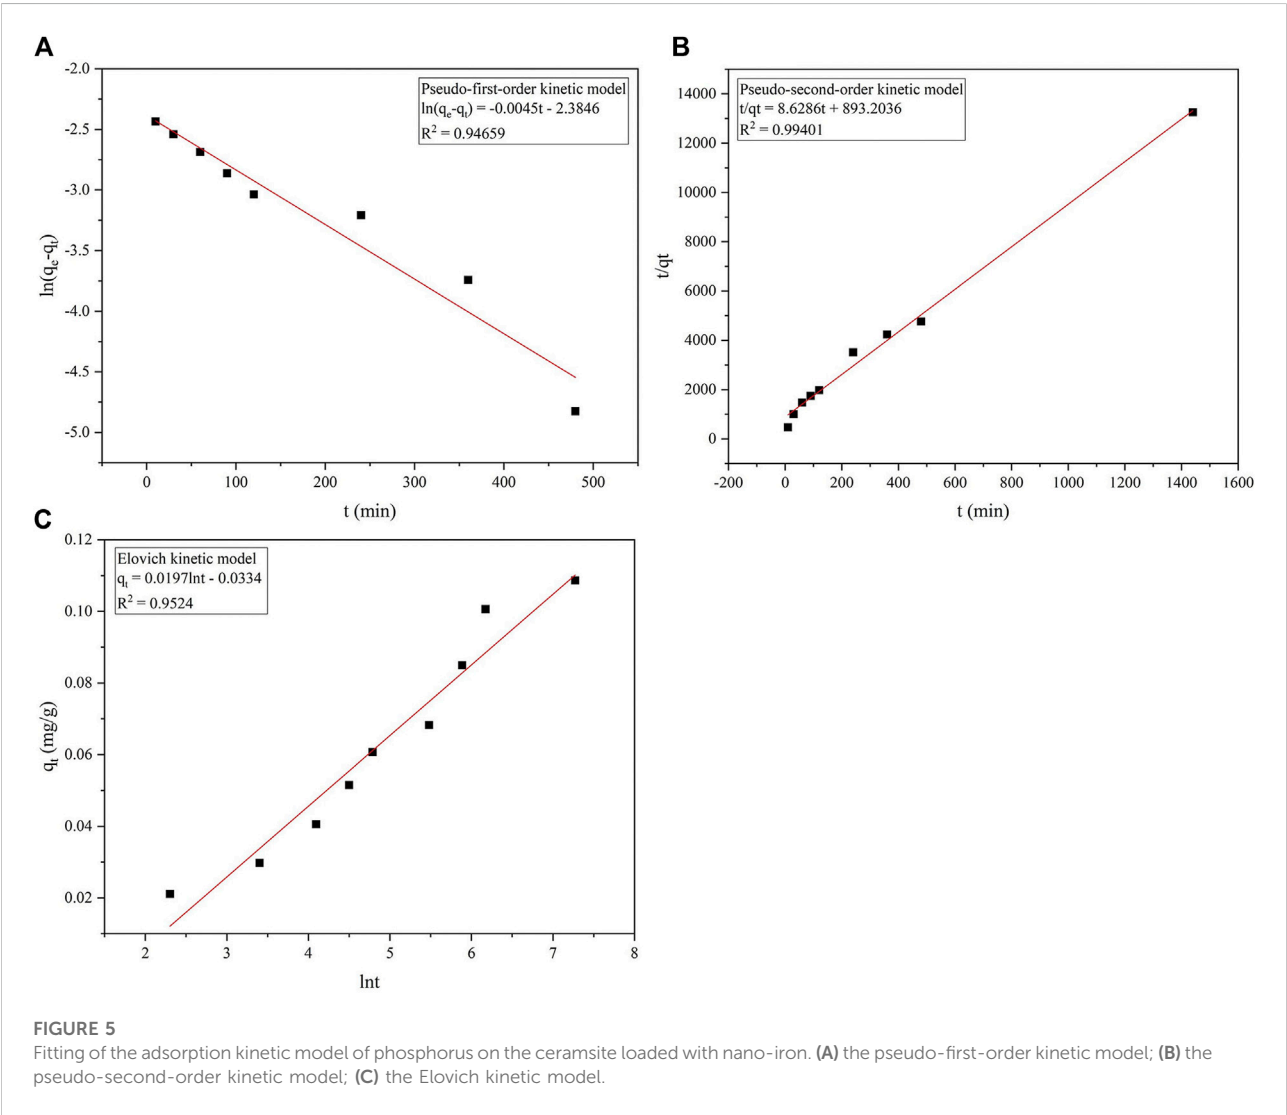 A
-2.0
-2.5
-3.0
-3.5
-4.0
-4.5
-5.0
ln(qe-qt)
Pseudo-first-order kinetic model
ln(qe-qt) = -0.0045t - 2.3846
R2 = 0.94659
0 100 200 300 400 500
t (min)
B
14000
12000
10000
8000
6000
4000
2000
0
t/qt
Pseudo-second-order kinetic model
t/qt = 8.6286t + 893.2036
R2 = 0.99401
-200 0 200 400 600 800 1000 1200 1400 1600
t (min)
C
0.12
0.10
0.08
0.06
0.04
0.02
qt (mg/g)
Elovich kinetic model
qt = 0.0197lnt - 0.0334
R2 = 0.9524
2 3 4 5 6 7 8
lnt
FIGURE 5
Fitting of the adsorption kinetic model of phosphorus on the ceramsite loaded with nano-iron. (A) the pseudo-first-order kinetic model; (B) the
pseudo-second-order kinetic model; (C) the Elovich kinetic model.